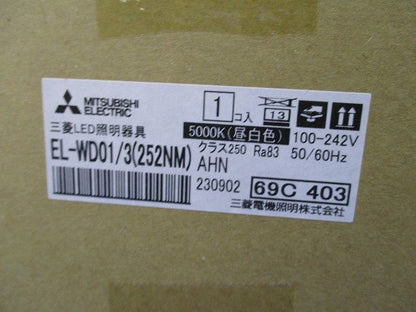 MITSUBISHI
ELECTRIC
1 コ入
13
三菱LED照明器具
5000K(昼白色) 100-242V
クラス250 Ra83 50/60Hz
EL-WD01/3(252NM) AHN
230902
69C 403
三菱電機照明株式会社